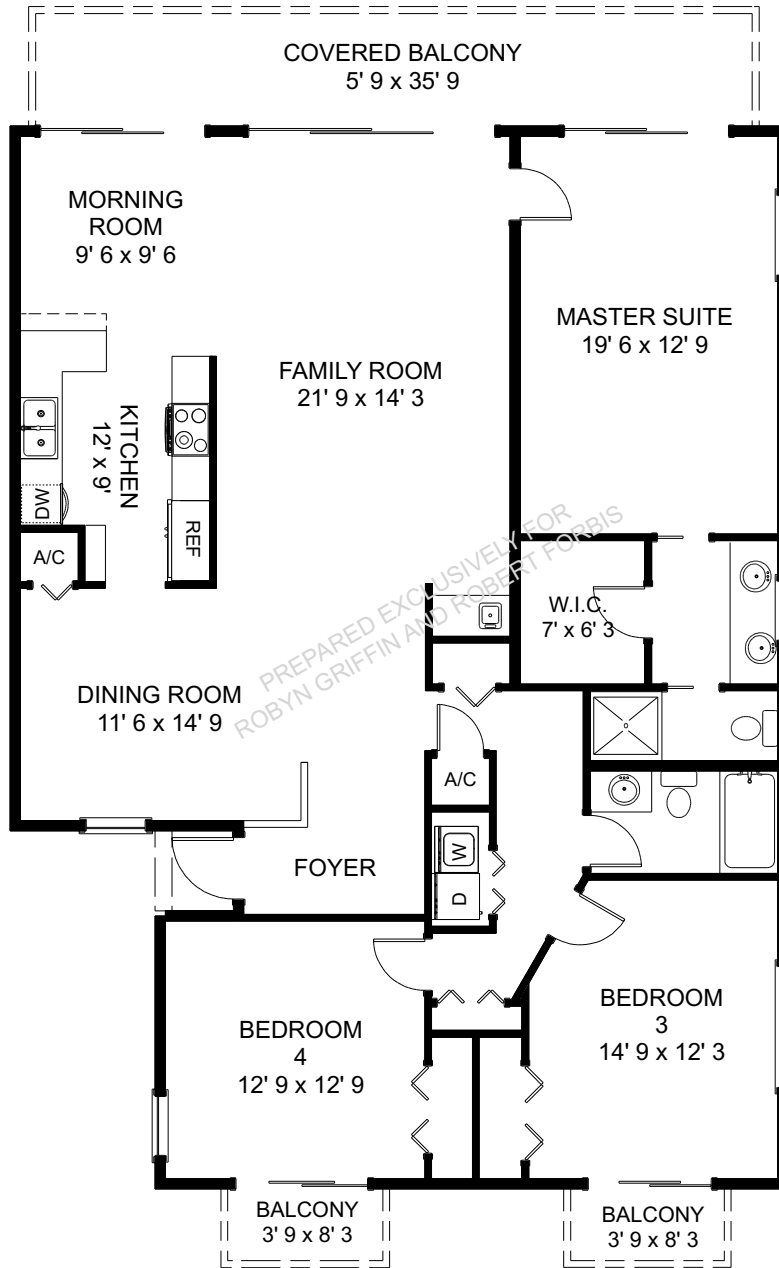 COVERED BALCONY
5' 9 x 35' 9
MORNING
ROOM
9' 6 x 9' 6
MASTER SUITE
19' 6 x 12' 9
FAMILY ROOM
21' 9 x 14' 3
KITCHEN
12' x 9'
DW
REF
A/C
PREPARED EXCLUSIVELY FOR
ROBYN GRIFFIN AND ROBERT FORBIS
W.I.C.
7' x 6' 3
DINING ROOM
11' 6 x 14' 9
A/C
W
D
FOYER
BEDROOM
3
14' 9 x 12' 3
BEDROOM
4
12' 9 x 12' 9
BALCONY
3' 9 x 8' 3
BALCONY
3' 9 x 8' 3